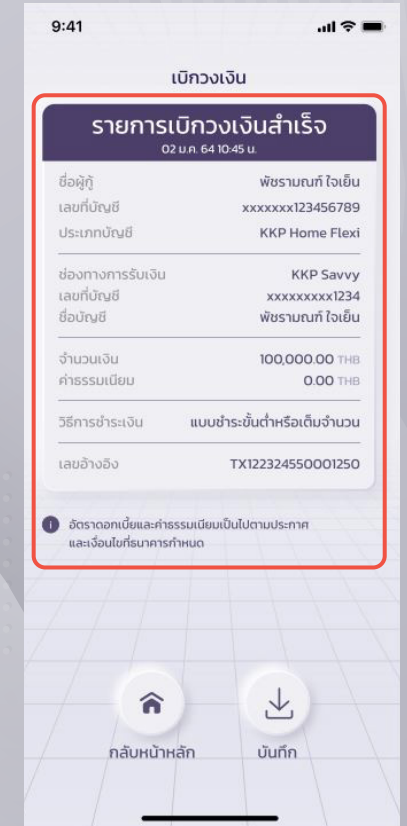 9:41
เบิกวงเงิน
รายการเบิกวงเงินสำเร็จ
02 ม.ค. 64 10:45 น.
ชื่อผู้กู้ พัชรามณฑ์ ใจเย็น
เลขที่บัญชี xxxxxxx123456789
ประเภทบัญชี KKP Home Flexi
ช่องทางการรับเงิน KKP Savvy
เลขที่บัญชี xxxxxxxxx1234
ชื่อบัญชี พัชรามณฑ์ ใจเย็น
จำนวนเงิน 100,000.00 THB
ค่าธรรมเนียม 0.00 THB
วิธีการชำระเงิน แบบชำระขั้นต่ำหรือเต็มจำนวน
เลขอ้างอิง TX122324550001250
อัตราดอกเบี้ยและค่าธรรมเนียมเป็นไปตามประกาศ
และเงื่อนไขที่ธนาคารกำหนด
กลับหน้าหลัก บันทึก